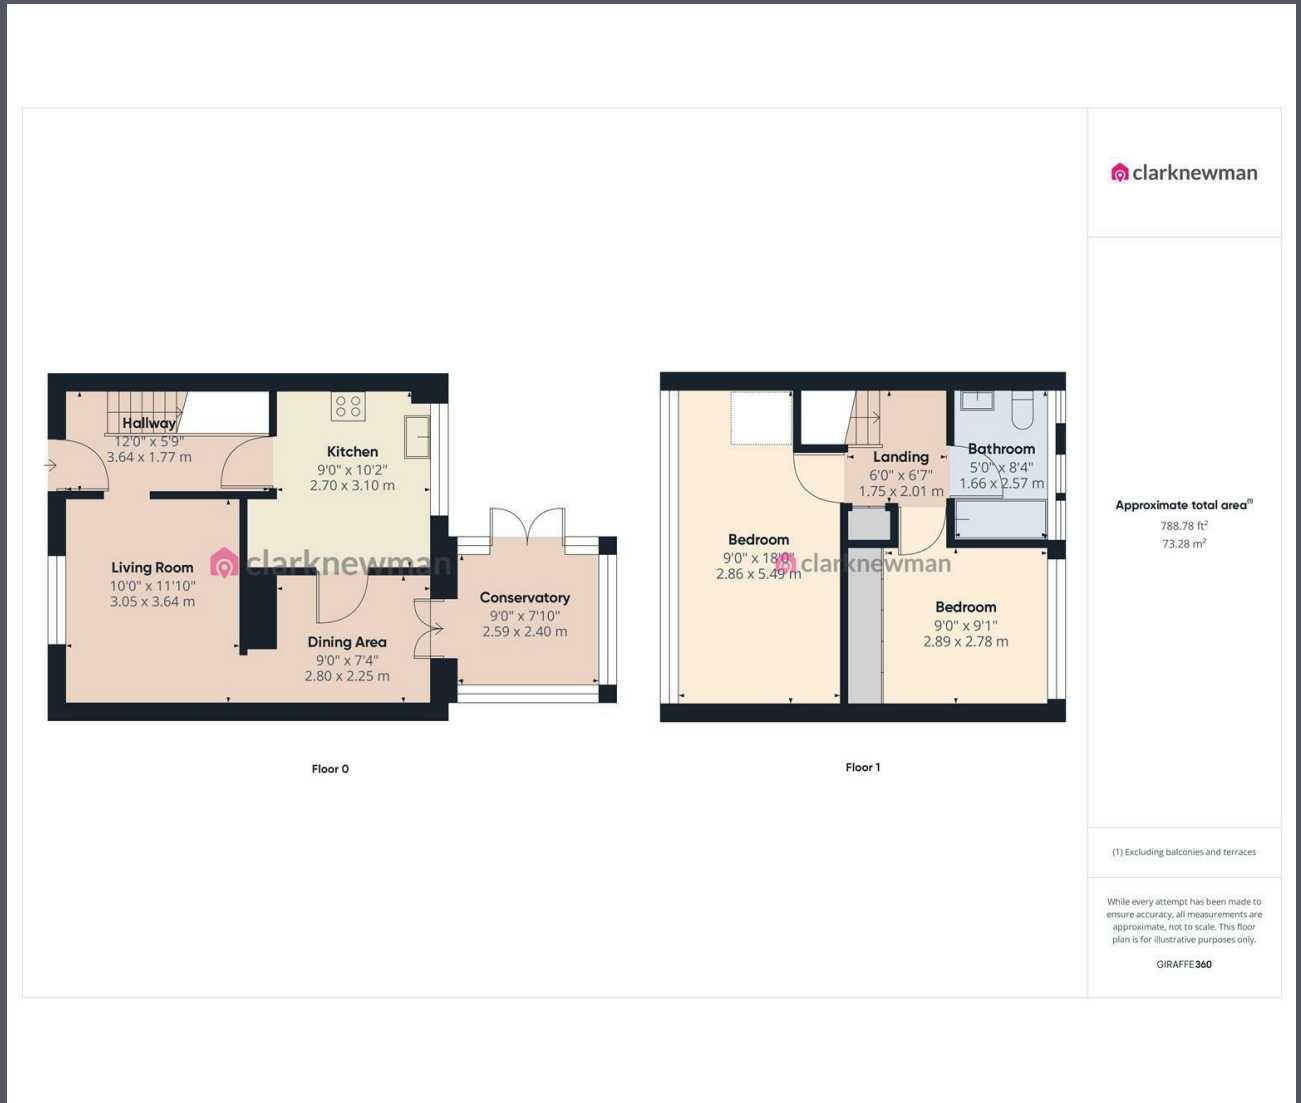 clarknewman
Hallway
12'0" x 5'9"
3.64 x 1.77 m
Kitchen
9'0" x 10'2"
2.70 x 3.10 m
Living Room
10'0" x 11'10"
3.05 x 3.64 m
clarknewman
Dining Area
9'0" x 7'4"
2.80 x 2.25 m
Conservatory
9'0" x 7'10"
2.59 x 2.40 m
Floor 0
Landing
6'0" x 6'7"
1.75 x 2.01 m
Bathroom
5'0" x 8'4"
1.66 x 2.57 m
Bedroom
9'0" x 18'0"
2.86 x 5.49 m
clarknewman
Bedroom
9'0" x 9'1"
2.89 x 2.78 m
Floor 1
Approximate total area(1)
788.78 ft²
73.28 m²
(1) Excluding balconies and terraces
While every attempt has been made to
ensure accuracy, all measurements are
approximate, not to scale. This floor
plan is for illustrative purposes only.
GIRAFFE360